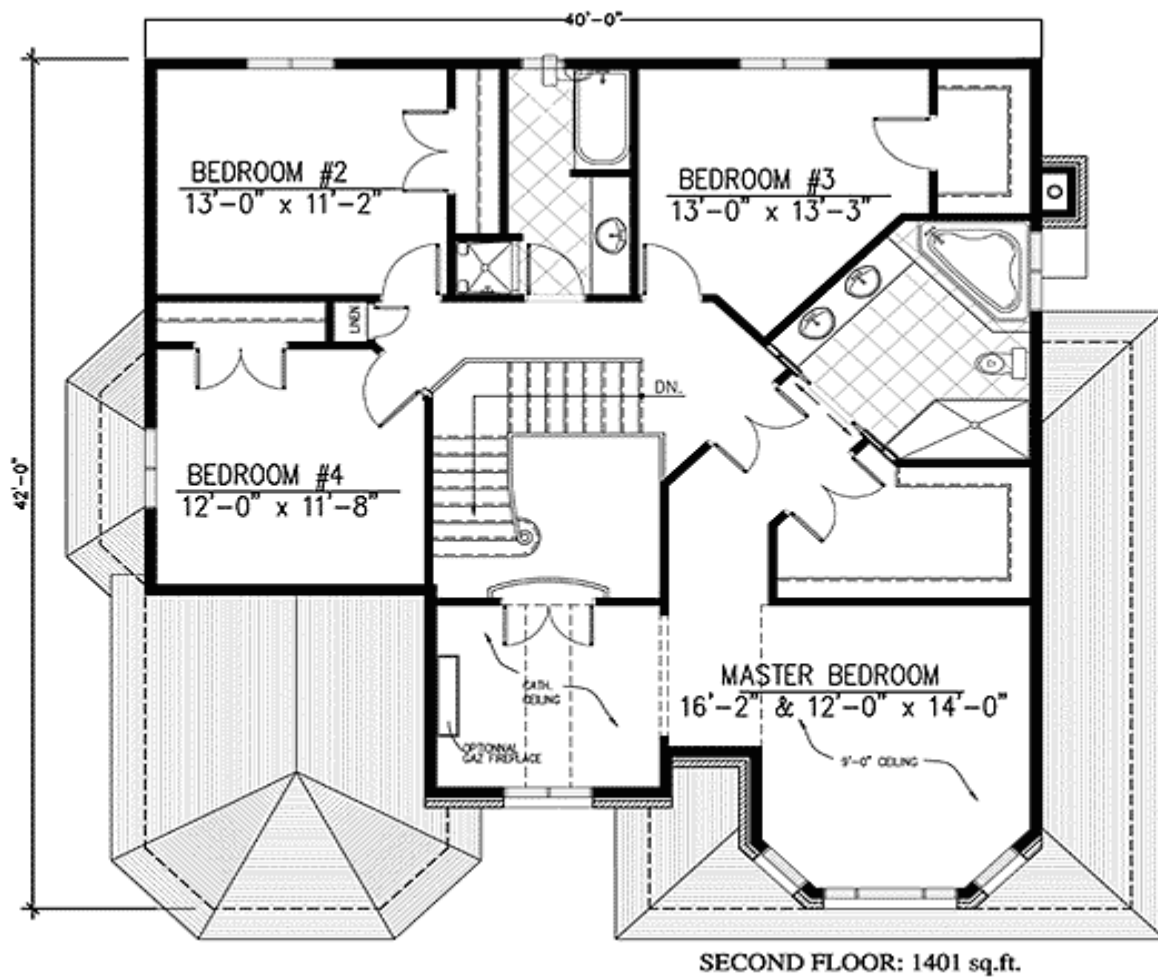 40'-0"
BEDROOM #2
13'-0" x 11'-2"
BEDROOM #3
13'-0" x 13'-3"
LINEN
DN.
42'-0"
BEDROOM #4
12'-0" x 11'-8"
CATH.
CEILING
OPTIONNAL
GAZ FIREPLACE
MASTER BEDROOM
16'-2" & 12'-0" x 14'-0"
9'-0" CEILING
SECOND FLOOR: 1401 sq.ft.